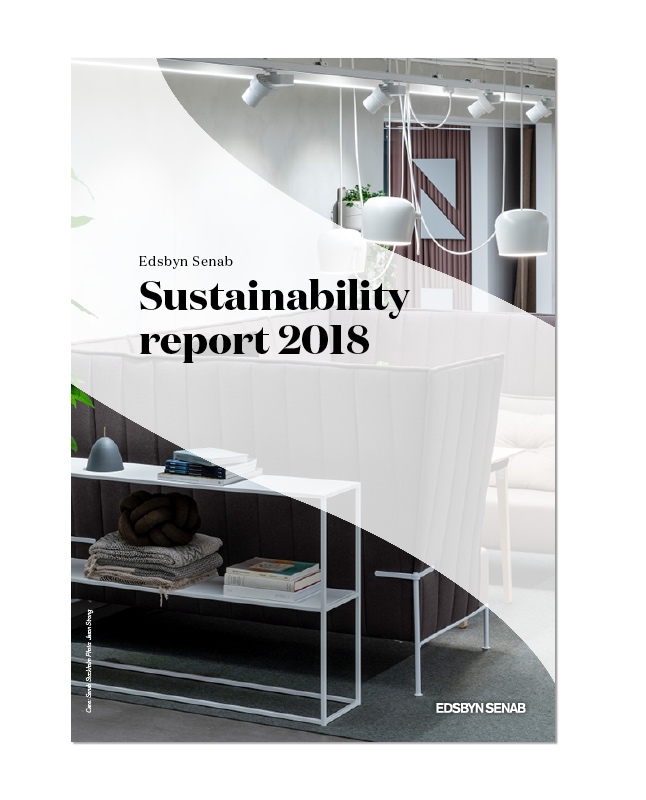 Edsbyn Senab
Sustainability
report 2018
EDSBYN SENAB